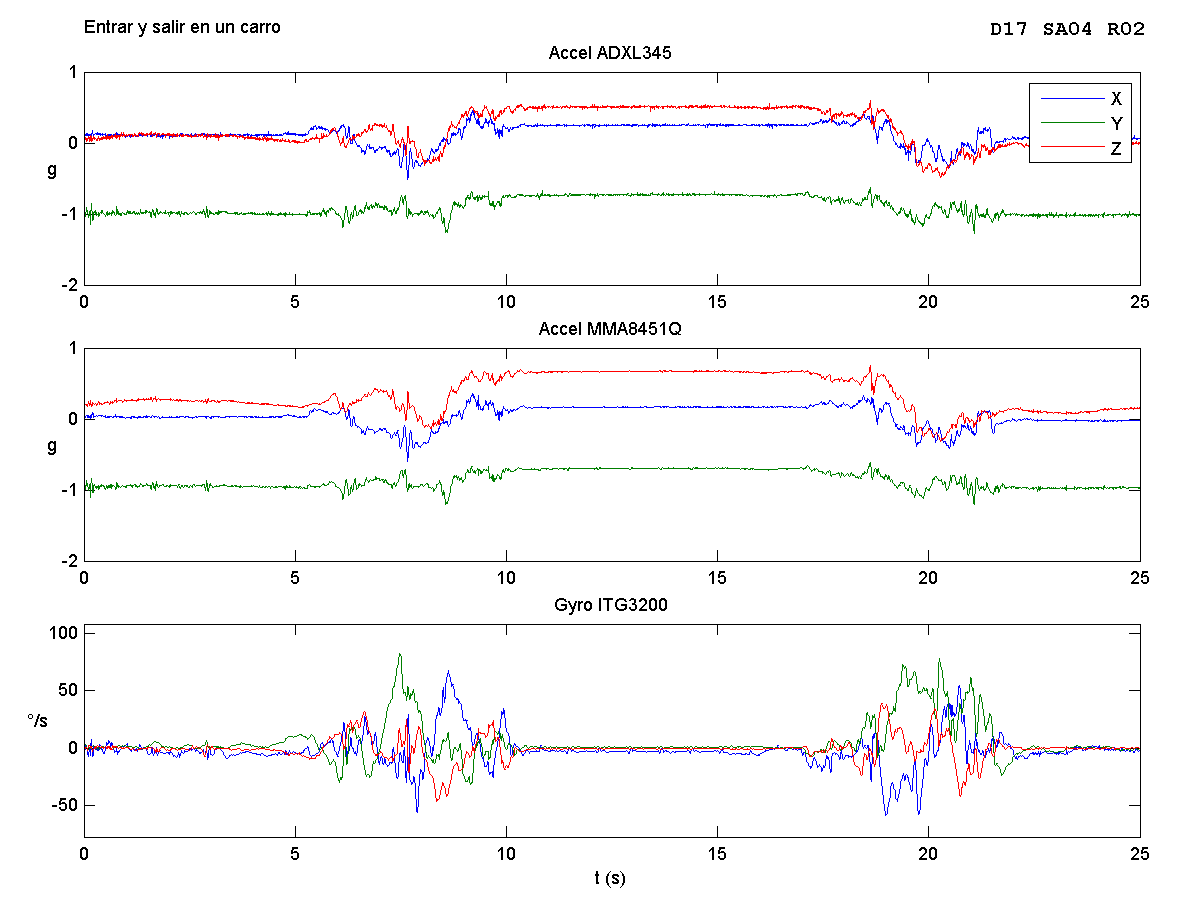 Entrar y salir en un carro
D17 SA04 R02
Accel ADXL345
1
0
-1
-2
g
X
Y
Z
0 5 10 15 20 25
Accel MMA8451Q
1
0
-1
-2
g
0 5 10 15 20 25
Gyro ITG3200
100
50
0
-50
°/s
0 5 10 15 20 25
t (s)